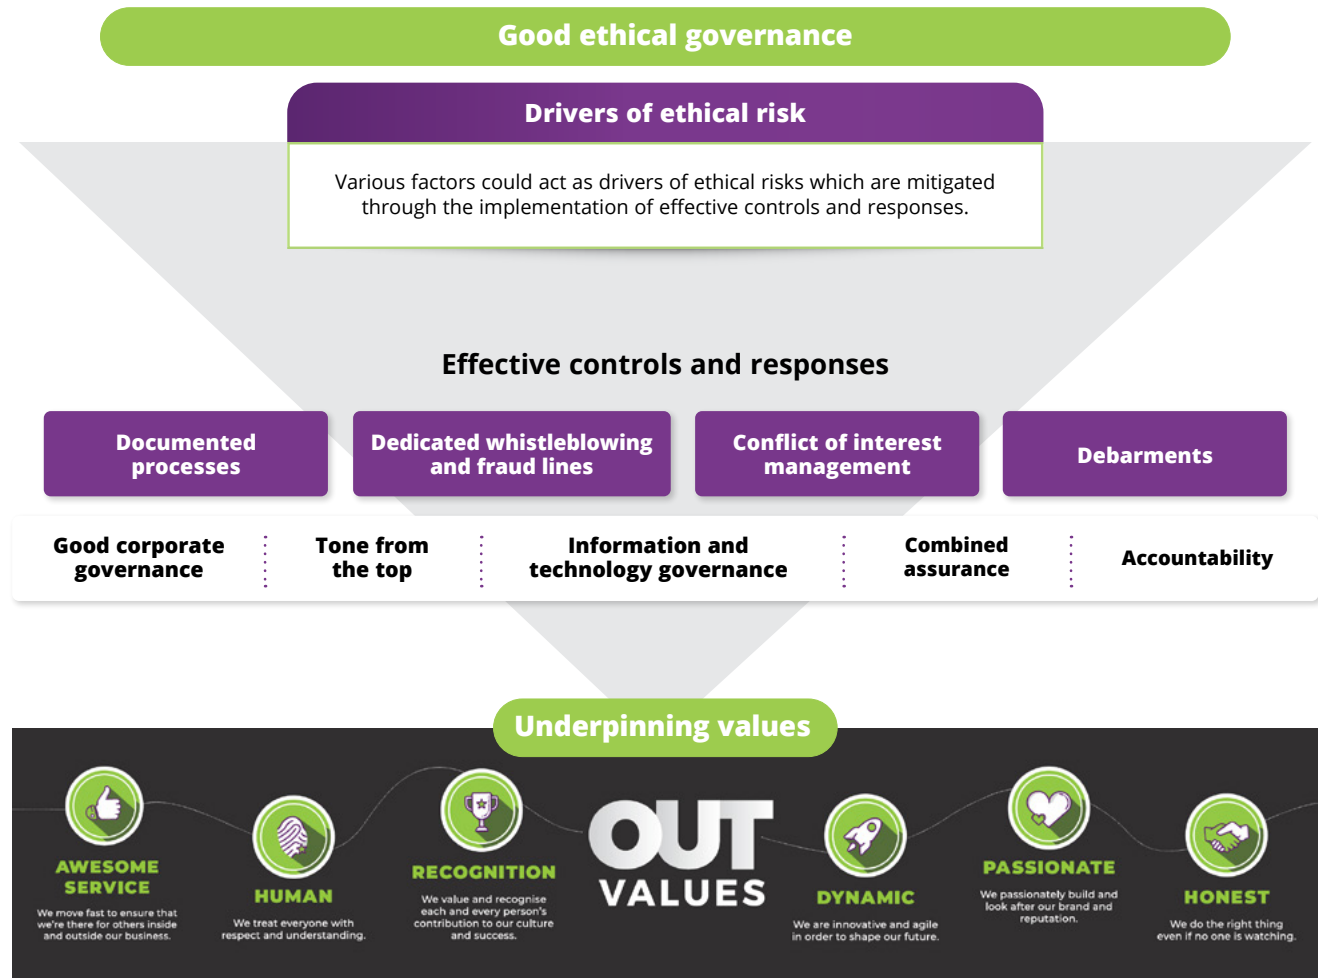 Good ethical governance
Drivers of ethical risk
Various factors could act as drivers of ethical risks which are mitigated
through the implementation of effective controls and responses.
Effective controls and responses
Documented
processes
Dedicated whistleblowing
and fraud lines
Conflict of interest
management
Debarments
Good corporate
governance
Tone from
the top
Information and
technology governance
Combined
assurance
Accountability
Underpinning values
AWESOME
SERVICE
We move fast to ensure that
we're there for others inside
and outside our business.
HUMAN
We treat everyone with
respect and understanding.
RECOGNITION
We value and recognise
each and every person's
contribution to our culture
and success.
OUT
VALUES
DYNAMIC
We are innovative and agile
in order to shape our future.
PASSIONATE
We passionately build and
look after our brand and
reputation.
HONEST
We do the right thing
even if no one is watching.